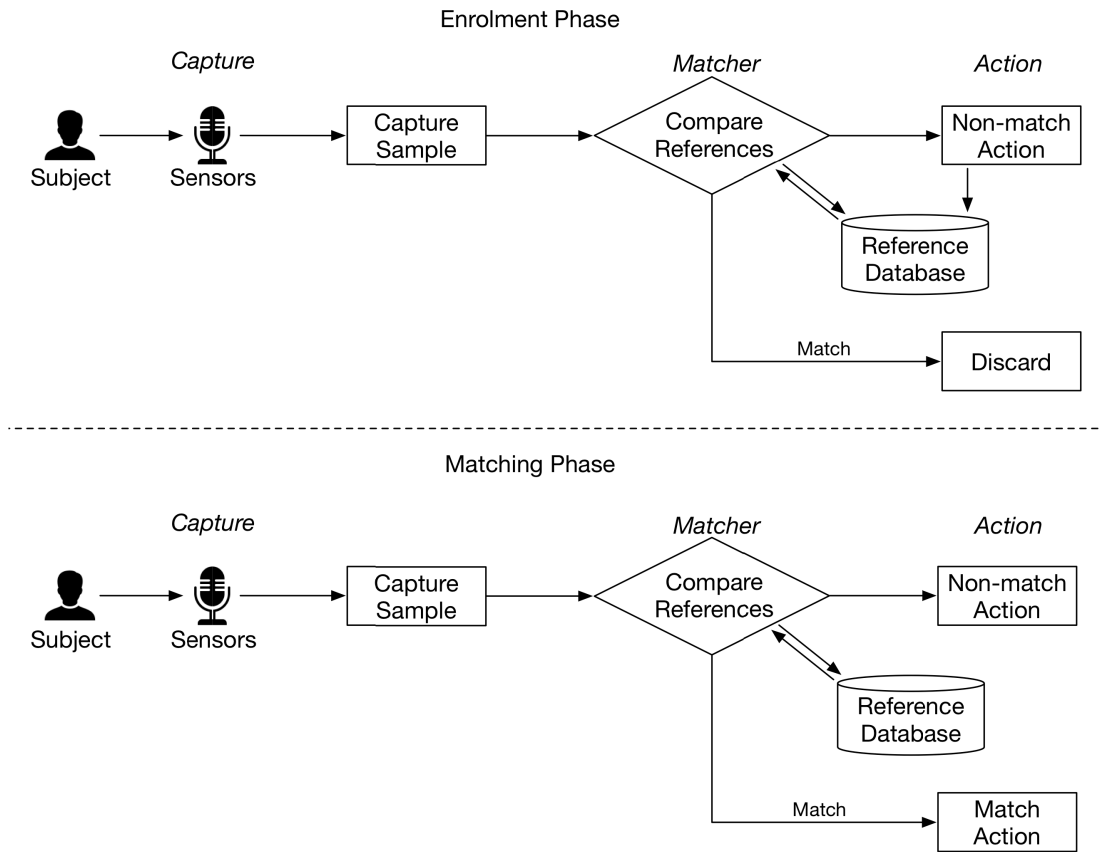 Enrolment Phase
Capture
Matcher
Action
Subject
Sensors
Capture
Sample
Compare
References
Non-match
Action
Reference
Database
Match
Discard
Matching Phase
Capture
Matcher
Action
Subject
Sensors
Capture
Sample
Compare
References
Non-match
Action
Reference
Database
Match
Match
Action